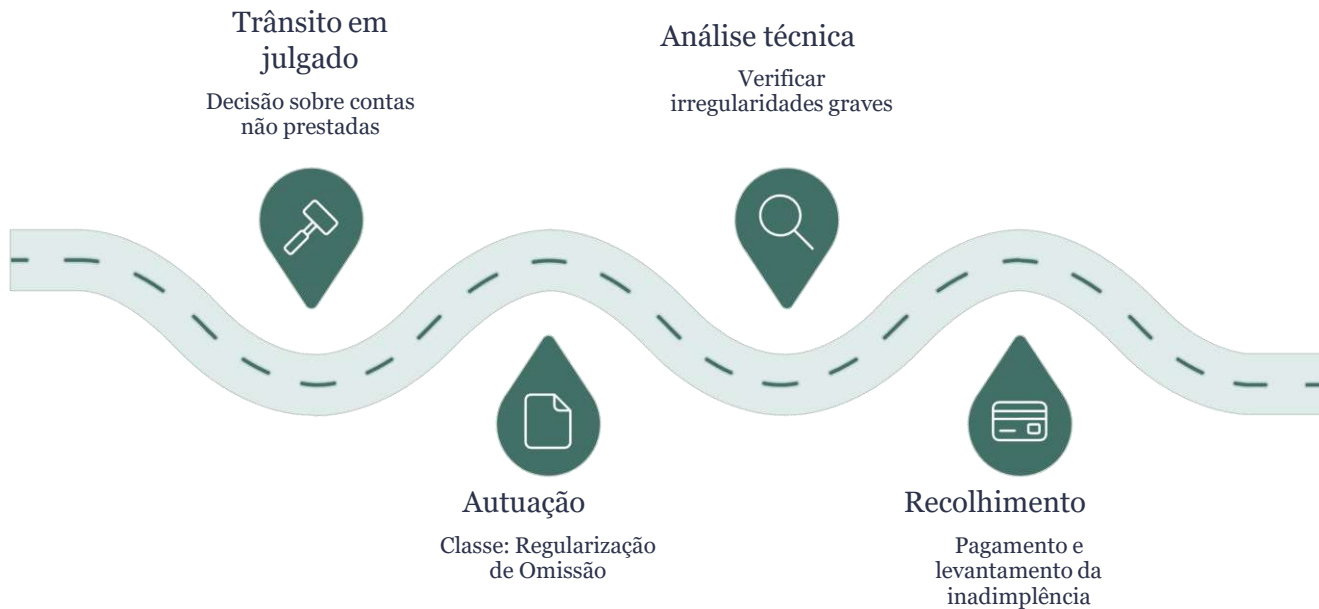 Trânsito em
julgado
Decisão sobre contas
não prestadas
Autuação
Classe: Regularização
de Omissão
Análise técnica
Verificar
irregularidades graves
Recolhimento
Pagamento e
levantamento da
inadimplência